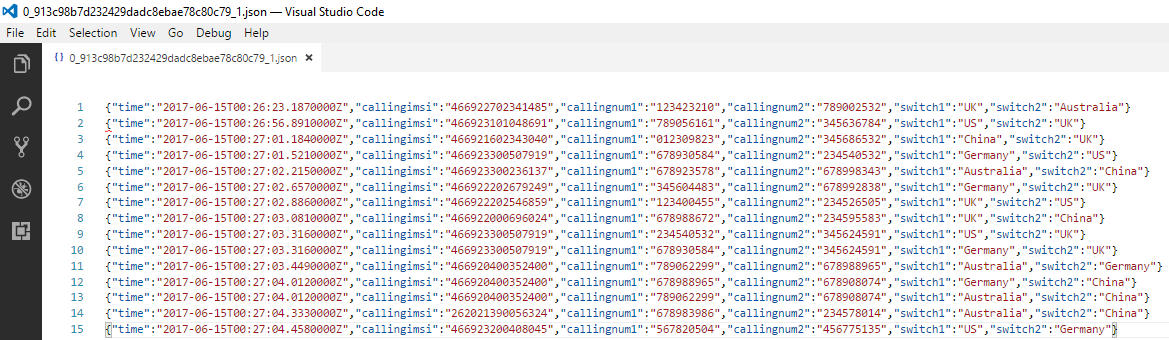 0_913c98b7d232429dadc8ebae78c80c79_1.json — Visual Studio Code
File Edit Selection View Go Debug Help
{} 0_913c98b7d232429dadc8ebae78c80c79_1.json ×
1 {"time":"2017-06-15T00:26:23.1870000Z","callingimsi":"466922702341485","callingnum1":"123423210","callingnum2":"789002532","switch1":"UK","switch2":"Australia"}
2 {"time":"2017-06-15T00:26:56.8910000Z","callingimsi":"466923101048691","callingnum1":"789056161","callingnum2":"345636784","switch1":"US","switch2":"UK"}
3 {"time":"2017-06-15T00:27:01.1840000Z","callingimsi":"466921602343040","callingnum1":"012309823","callingnum2":"345686532","switch1":"China","switch2":"UK"}
4 {"time":"2017-06-15T00:27:01.5210000Z","callingimsi":"466923300507919","callingnum1":"678930584","callingnum2":"234540532","switch1":"Germany","switch2":"US"}
5 {"time":"2017-06-15T00:27:02.2150000Z","callingimsi":"466923300236137","callingnum1":"678923578","callingnum2":"678998343","switch1":"Australia","switch2":"China"}
6 {"time":"2017-06-15T00:27:02.6570000Z","callingimsi":"466922202679249","callingnum1":"345604483","callingnum2":"678992838","switch1":"Germany","switch2":"UK"}
7 {"time":"2017-06-15T00:27:02.8860000Z","callingimsi":"466922202546859","callingnum1":"123400455","callingnum2":"234526505","switch1":"UK","switch2":"US"}
8 {"time":"2017-06-15T00:27:03.0810000Z","callingimsi":"466922000696024","callingnum1":"678988672","callingnum2":"234595583","switch1":"UK","switch2":"China"}
9 {"time":"2017-06-15T00:27:03.3160000Z","callingimsi":"466923300507919","callingnum1":"234540532","callingnum2":"345624591","switch1":"US","switch2":"UK"}
10 {"time":"2017-06-15T00:27:03.3160000Z","callingimsi":"466923300507919","callingnum1":"678930584","callingnum2":"345624591","switch1":"Germany","switch2":"UK"}
11 {"time":"2017-06-15T00:27:03.4490000Z","callingimsi":"466920400352400","callingnum1":"789062299","callingnum2":"678988965","switch1":"Australia","switch2":"Germany"}
12 {"time":"2017-06-15T00:27:04.0120000Z","callingimsi":"466920400352400","callingnum1":"678988965","callingnum2":"678908074","switch1":"Germany","switch2":"China"}
13 {"time":"2017-06-15T00:27:04.0120000Z","callingimsi":"466920400352400","callingnum1":"789062299","callingnum2":"678908074","switch1":"Australia","switch2":"China"}
14 {"time":"2017-06-15T00:27:04.3330000Z","callingimsi":"262021390056324","callingnum1":"678983986","callingnum2":"234578014","switch1":"Australia","switch2":"China"}
15 {"time":"2017-06-15T00:27:04.4580000Z","callingimsi":"466923200408045","callingnum1":"567820504","callingnum2":"456775135","switch1":"US","switch2":"Germany"}